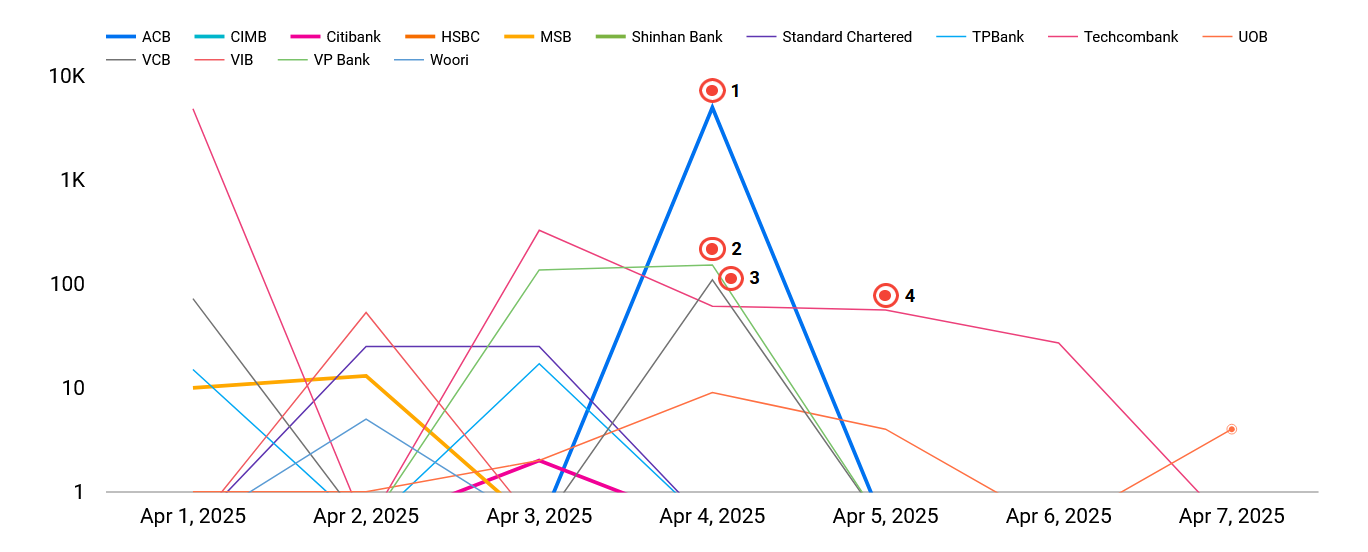 ACB CIMB Citibank HSBC MSB Shinhan Bank Standard Chartered TPBank Techcombank UOB
VCB VIB VP Bank Woori
10K
1
1K
2
3
100
4
10
1
Apr 1, 2025 Apr 2, 2025 Apr 3, 2025 Apr 4, 2025 Apr 5, 2025 Apr 6, 2025 Apr 7, 2025